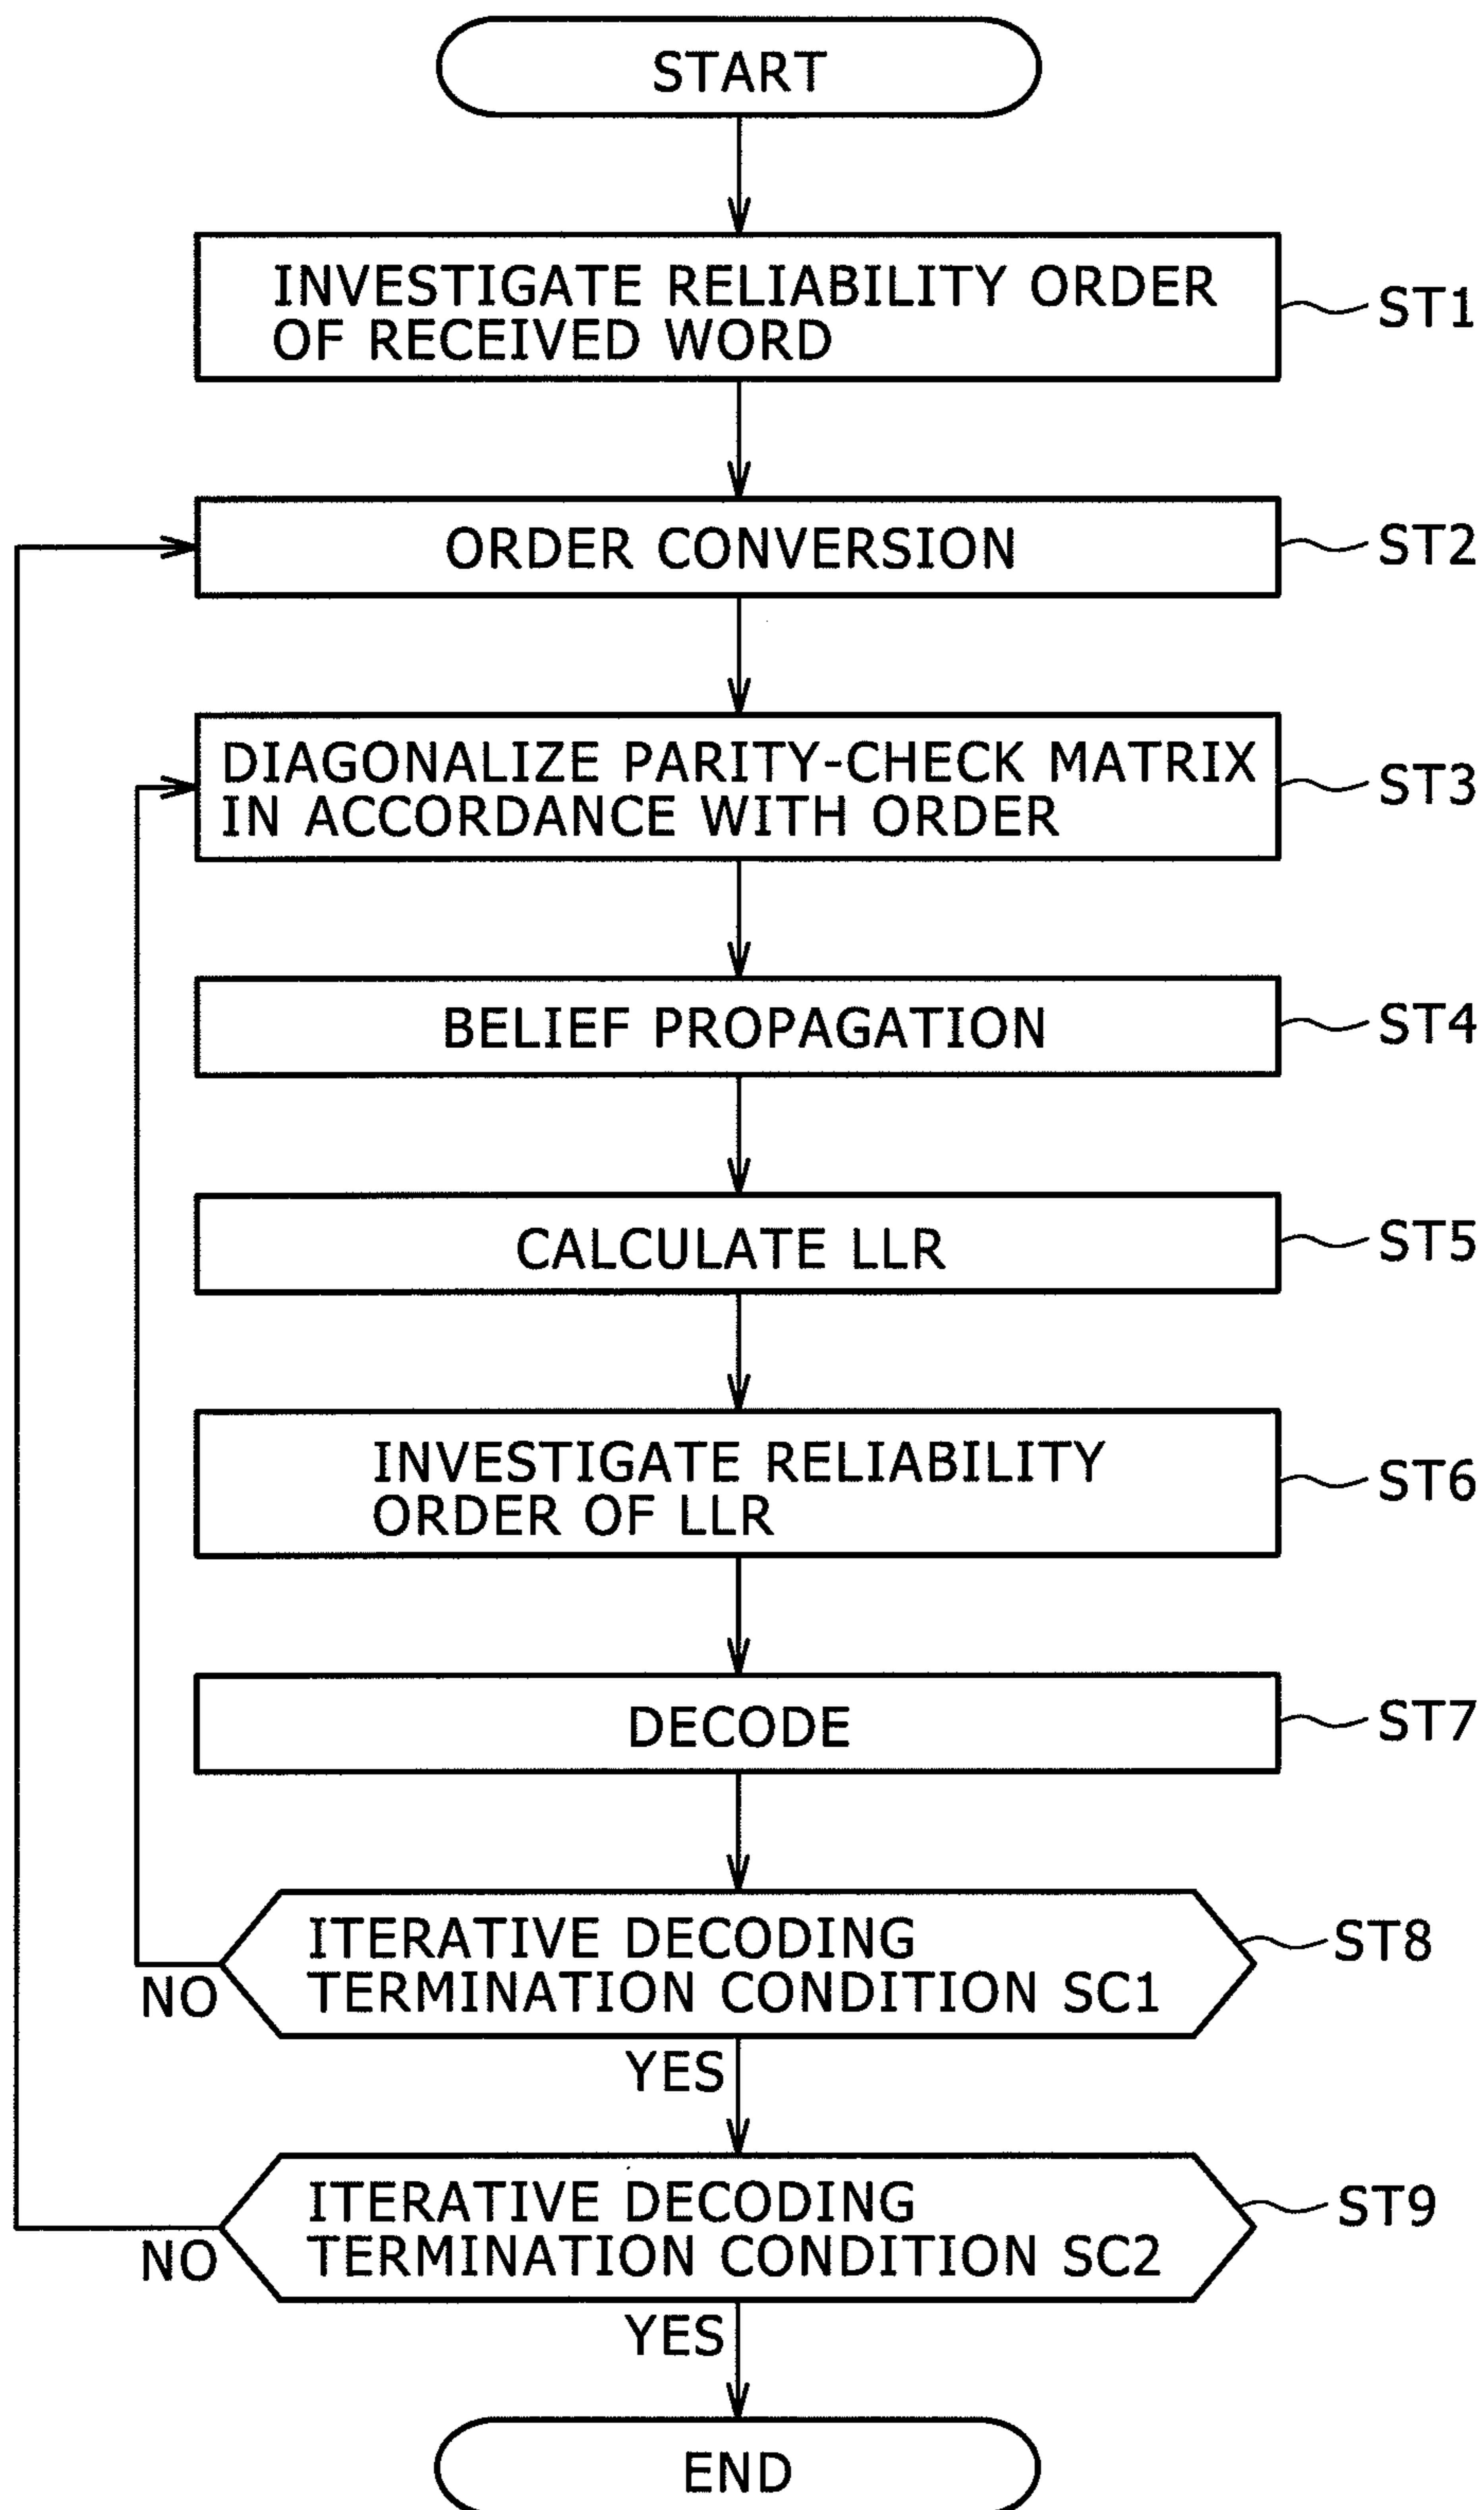 START
INVESTIGATE RELIABILITY ORDER
OF RECEIVED WORD
ST1
ORDER CONVERSION
ST2
DIAGONALIZE PARITY-CHECK MATRIX
IN ACCORDANCE WITH ORDER
ST3
BELIEF PROPAGATION
ST4
CALCULATE LLR
ST5
INVESTIGATE RELIABILITY
ORDER OF LLR
ST6
DECODE
ST7
ITERATIVE DECODING
TERMINATION CONDITION SC1
ST8
NO
YES
ITERATIVE DECODING
TERMINATION CONDITION SC2
ST9
NO
YES
END